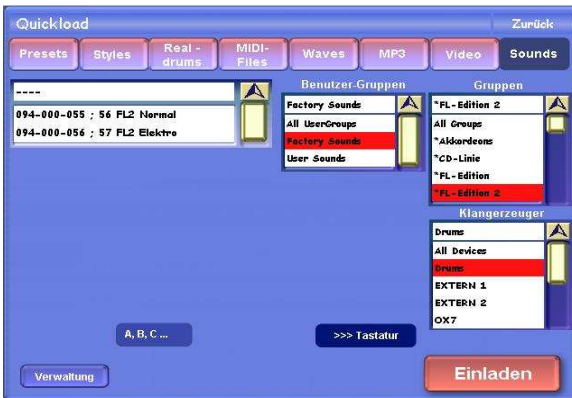 Quickload
Zurück
Presets
Styles
Real-
drums
MIDI-
Files
Waves
MP3
Video
Sounds
----
094-000-055 ; 56 FL2 Normal
094-000-056 ; 57 FL2 Elektro
Benutzer-Gruppen
Factory Sounds
All UserGroups
Factory Sounds
User Sounds
Gruppen
*FL-Edition 2
All Groups
*Akkordeons
*CD-Linie
*FL-Edition
*FL-Edition 2
Klangerzeuger
Drums
All Devices
Drums
EXTERN 1
EXTERN 2
OX7
A, B, C ...
>>> Tastatur
Verwaltung
Einladen